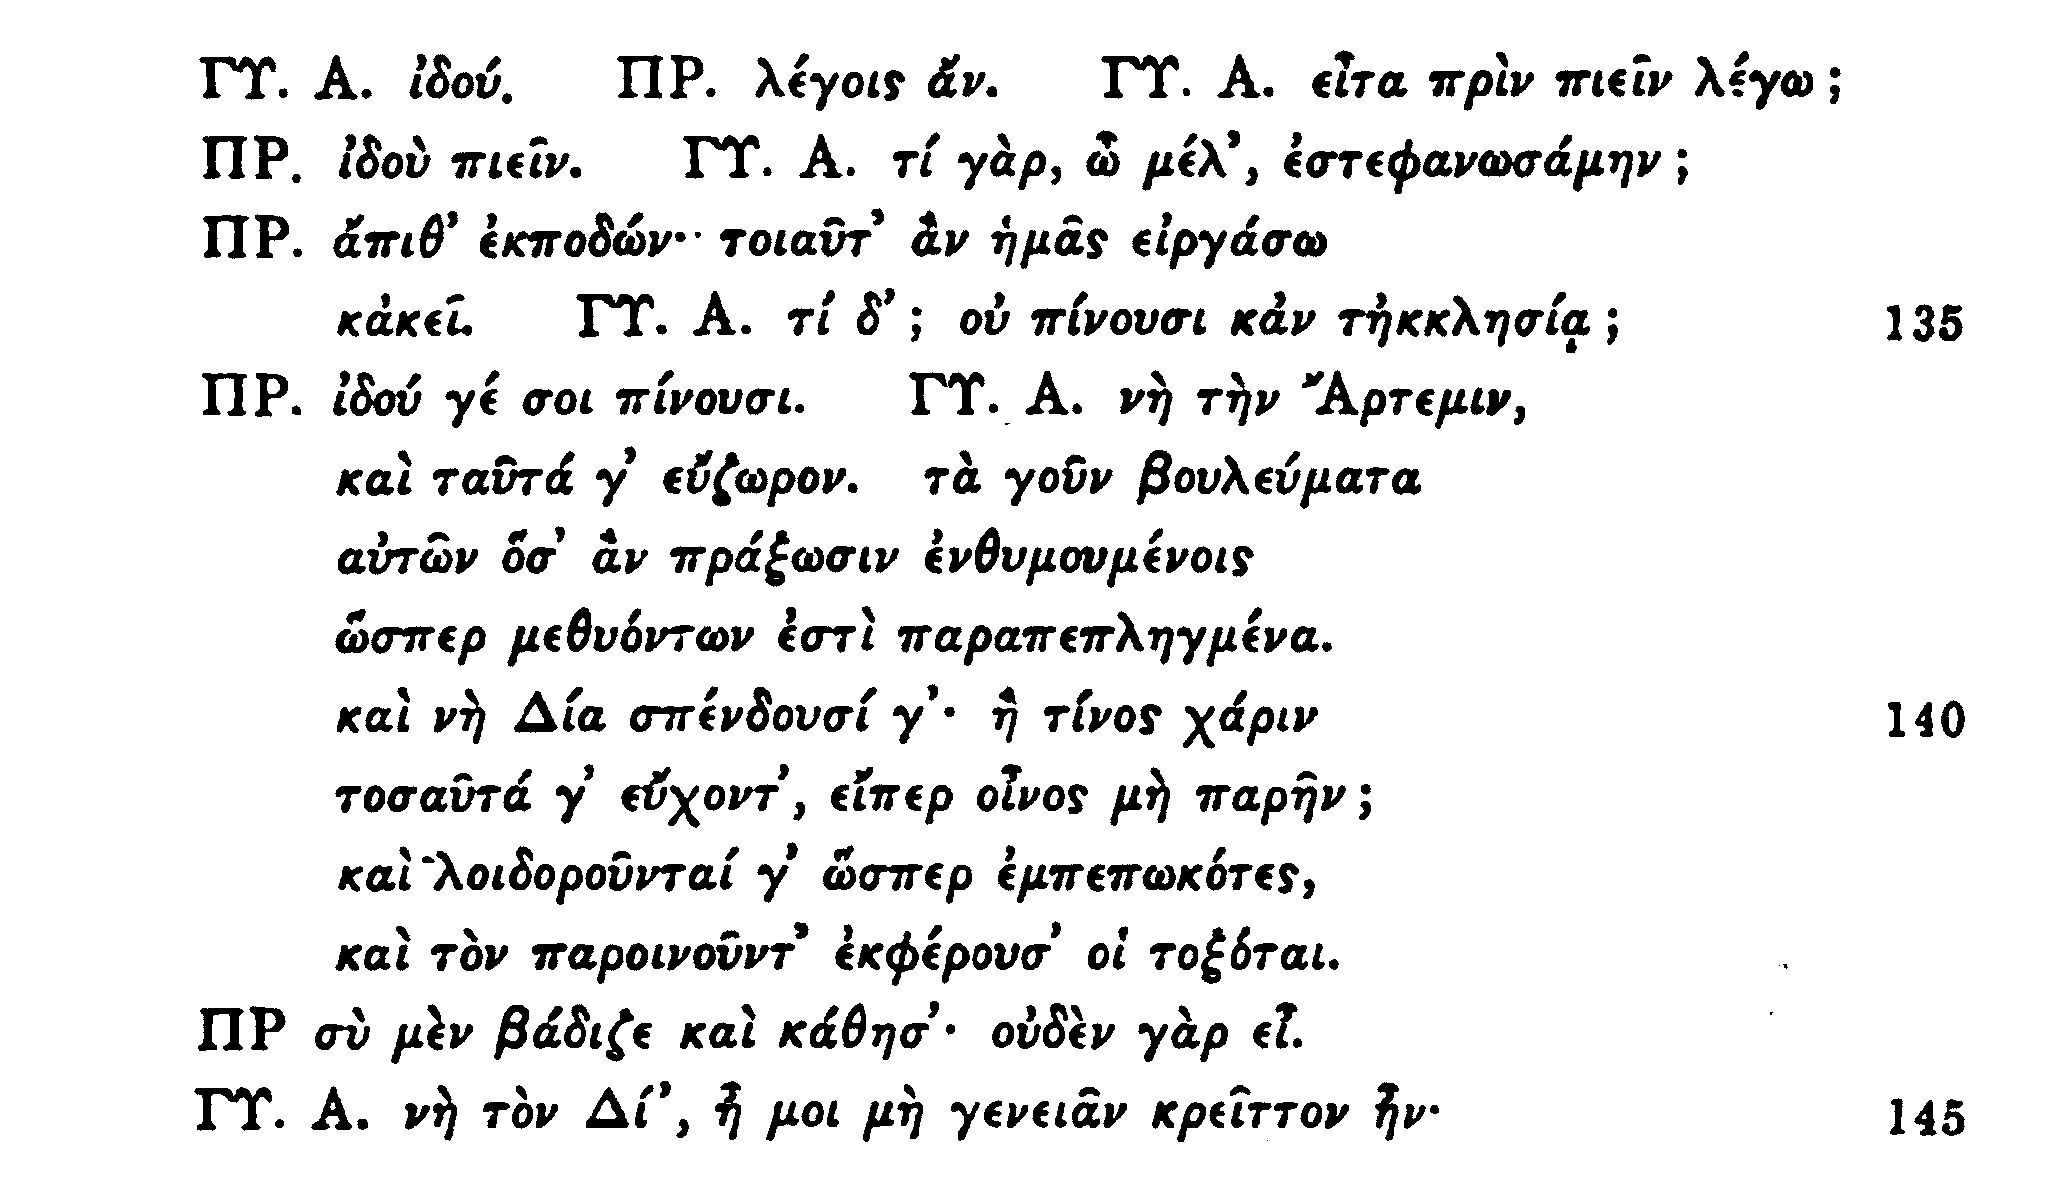 ΓΥ. Α. ἰδού. ΠΡ. λέγοις ἄν. ΓΥ. Α. εἶτα πρὶν πιεῖν λέγω ;
ΠΡ. ἰδοὺ πιεῖν. ΓΥ. Α. τί γὰρ, ὦ μέλ’, ἐστεφανωσάμην ;
ΠΡ. ἄπιθ’ ἐκποδών· τοιαῦτ’ ἂν ἡμᾶς εἰργάσω
κἀκεῖ. ΓΥ. Α. τί δ’ ; οὐ πίνουσι κἀν τἠκκλησίᾳ ; 135
ΠΡ. ἰδού γέ σοι πίνουσι. ΓΥ. Α. νὴ τὴν Ἄρτεμιν,
καὶ ταῦτά γ’ εὔζωρον. τὰ γοῦν βουλεύματα
αὐτῶν ὅσ’ ἂν πράξωσιν ἐνθυμουμένοις
ὥσπερ μεθυόντων ἐστὶ παραπεπληγμένα.
καὶ νὴ Δία σπένδουσί γ’· ἢ τίνος χάριν 140
τοσαῦτά γ’ εὔχοντ’, εἴπερ οἶνος μὴ παρῆν ;
καὶ λοιδοροῦνταί γ’ ὥσπερ ἐμπεπωκότες,
καὶ τὸν παροινοῦντ’ ἐκφέρουσ’ οἱ τοξόται.
ΠΡ σὺ μὲν βάδιζε καὶ κάθησ’· οὐδὲν γὰρ εἶ.
ΓΥ. Α. νὴ τὸν Δί’, ἦ μοι μὴ γενειᾶν κρεῖττον ἦν· 145